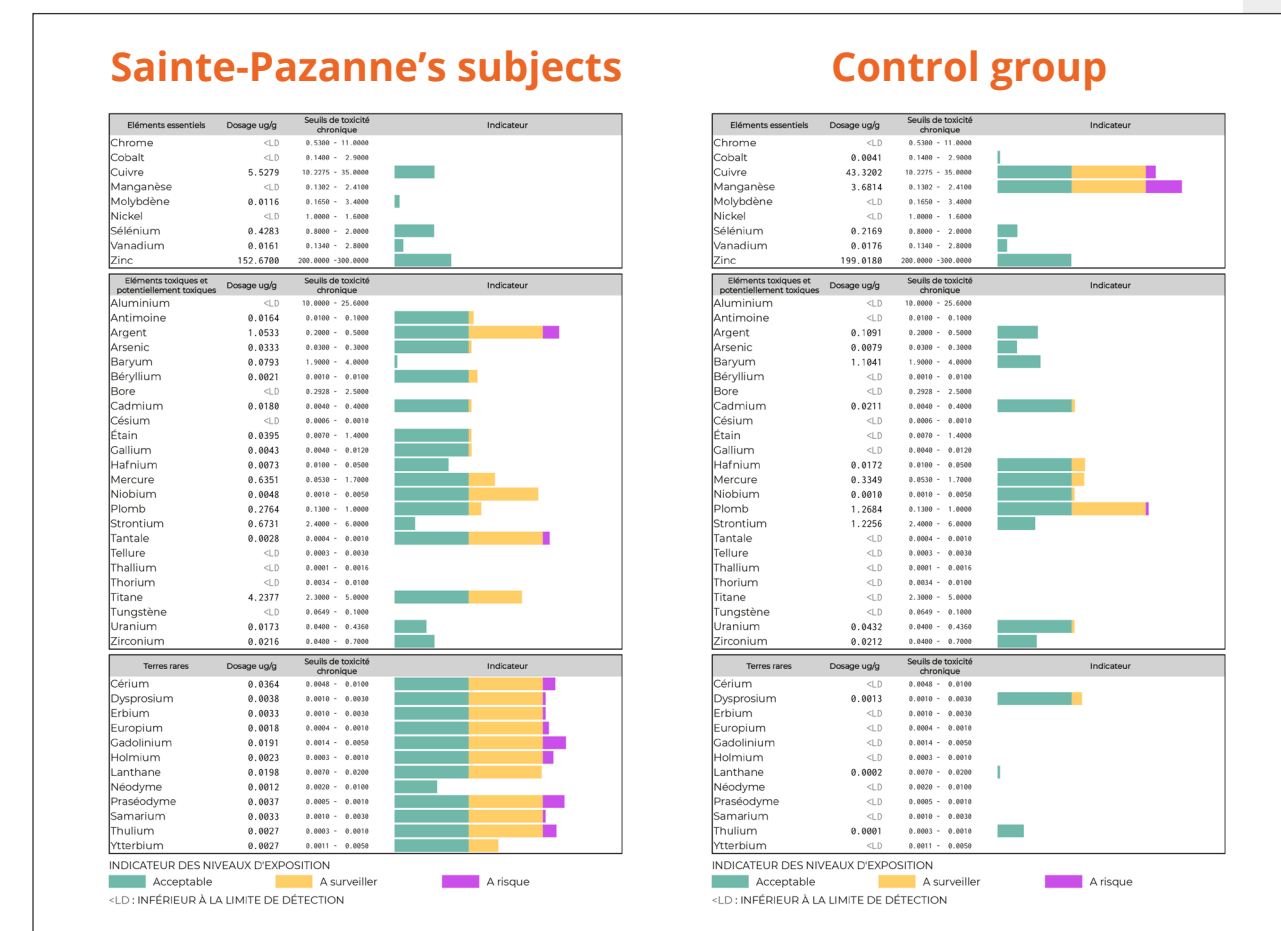 Sainte-Pazanne’s subjects
Eléments essentiels Dosage ug/g Seuils de toxicité chronique Indicateur
Chrome <LD 0.5300 - 11.0000
Cobalt <LD 0.1400 - 2.9000
Cuivre 5.5279 10.2275 - 35.0000
Manganèse <LD 0.1302 - 2.4100
Molybdène 0.0116 0.1650 - 3.4000
Nickel <LD 1.0000 - 1.6000
Sélénium 0.4283 0.8000 - 2.0000
Vanadium 0.0161 0.1340 - 2.8000
Zinc 152.6700 200.0000 -300.0000
Eléments toxiques et potentiellement toxiques Dosage ug/g Seuils de toxicité chronique Indicateur
Aluminium <LD 10.0000 - 25.6000
Antimoine 0.0164 0.0100 - 0.1000
Argent 1.0533 0.2000 - 0.5000
Arsenic 0.0333 0.0300 - 0.3000
Baryum 0.0793 1.9000 - 4.0000
Béryllium 0.0021 0.0010 - 0.0100
Bore <LD 0.2928 - 2.5000
Cadmium 0.0180 0.0040 - 0.4000
Césium <LD 0.0006 - 0.0010
Étain 0.0395 0.0070 - 1.4000
Gallium 0.0043 0.0040 - 0.0120
Hafnium 0.0073 0.0100 - 0.0500
Mercure 0.6351 0.0530 - 1.7000
Niobium 0.0048 0.0010 - 0.0050
Plomb 0.2764 0.1300 - 1.0000
Strontium 0.6731 2.4000 - 6.0000
Tantale 0.0028 0.0004 - 0.0010
Tellure <LD 0.0003 - 0.0030
Thallium <LD 0.0001 - 0.0016
Thorium <LD 0.0034 - 0.0100
Titane 4.2377 2.3000 - 5.0000
Tungstène <LD 0.0649 - 0.1000
Uranium 0.0173 0.0400 - 0.4360
Zirconium 0.0216 0.0400 - 0.7000
Terres rares Dosage ug/g Seuils de toxicité chronique Indicateur
Cérium 0.0364 0.0048 - 0.0100
Dysprosium 0.0038 0.0010 - 0.0030
Erbium 0.0033 0.0010 - 0.0030
Europium 0.0018 0.0004 - 0.0010
Gadolinium 0.0191 0.0014 - 0.0050
Holmium 0.0023 0.0003 - 0.0010
Lanthane 0.0198 0.0070 - 0.0200
Néodyme 0.0012 0.0020 - 0.0100
Praséodyme 0.0037 0.0005 - 0.0010
Samarium 0.0033 0.0010 - 0.0030
Thulium 0.0027 0.0003 - 0.0010
Ytterbium 0.0027 0.0011 - 0.0050
INDICATEUR DES NIVEAUX D'EXPOSITION
Acceptable A surveiller A risque
<LD : INFÉRIEUR À LA LIMITE DE DÉTECTION
Control group
Eléments essentiels Dosage ug/g Seuils de toxicité chronique Indicateur
Chrome <LD 0.5300 - 11.0000
Cobalt 0.0041 0.1400 - 2.9000
Cuivre 43.3202 10.2275 - 35.0000
Manganèse 3.6814 0.1302 - 2.4100
Molybdène <LD 0.1650 - 3.4000
Nickel <LD 1.0000 - 1.6000
Sélénium 0.2169 0.8000 - 2.0000
Vanadium 0.0176 0.1340 - 2.8000
Zinc 199.0180 200.0000 -300.0000
Eléments toxiques et potentiellement toxiques Dosage ug/g Seuils de toxicité chronique Indicateur
Aluminium <LD 10.0000 - 25.6000
Antimoine <LD 0.0100 - 0.1000
Argent 0.1091 0.2000 - 0.5000
Arsenic 0.0079 0.0300 - 0.3000
Baryum 1.1041 1.9000 - 4.0000
Béryllium <LD 0.0010 - 0.0100
Bore <LD 0.2928 - 2.5000
Cadmium 0.0211 0.0040 - 0.4000
Césium <LD 0.0006 - 0.0010
Étain <LD 0.0070 - 1.4000
Gallium <LD 0.0040 - 0.0120
Hafnium 0.0172 0.0100 - 0.0500
Mercure 0.3349 0.0530 - 1.7000
Niobium 0.0010 0.0010 - 0.0050
Plomb 1.2684 0.1300 - 1.0000
Strontium 1.2256 2.4000 - 6.0000
Tantale <LD 0.0004 - 0.0010
Tellure <LD 0.0003 - 0.0030
Thallium <LD 0.0001 - 0.0016
Thorium <LD 0.0034 - 0.0100
Titane <LD 2.3000 - 5.0000
Tungstène <LD 0.0649 - 0.1000
Uranium 0.0432 0.0400 - 0.4360
Zirconium 0.0212 0.0400 - 0.7000
Terres rares Dosage ug/g Seuils de toxicité chronique Indicateur
Cérium <LD 0.0048 - 0.0100
Dysprosium 0.0013 0.0010 - 0.0030
Erbium <LD 0.0010 - 0.0030
Europium <LD 0.0004 - 0.0010
Gadolinium <LD 0.0014 - 0.0050
Holmium <LD 0.0003 - 0.0010
Lanthane 0.0002 0.0070 - 0.0200
Néodyme <LD 0.0020 - 0.0100
Praséodyme <LD 0.0005 - 0.0010
Samarium <LD 0.0010 - 0.0030
Thulium 0.0001 0.0003 - 0.0010
Ytterbium <LD 0.0011 - 0.0050
INDICATEUR DES NIVEAUX D'EXPOSITION
Acceptable A surveiller A risque
<LD : INFÉRIEUR À LA LIMITE DE DÉTECTION